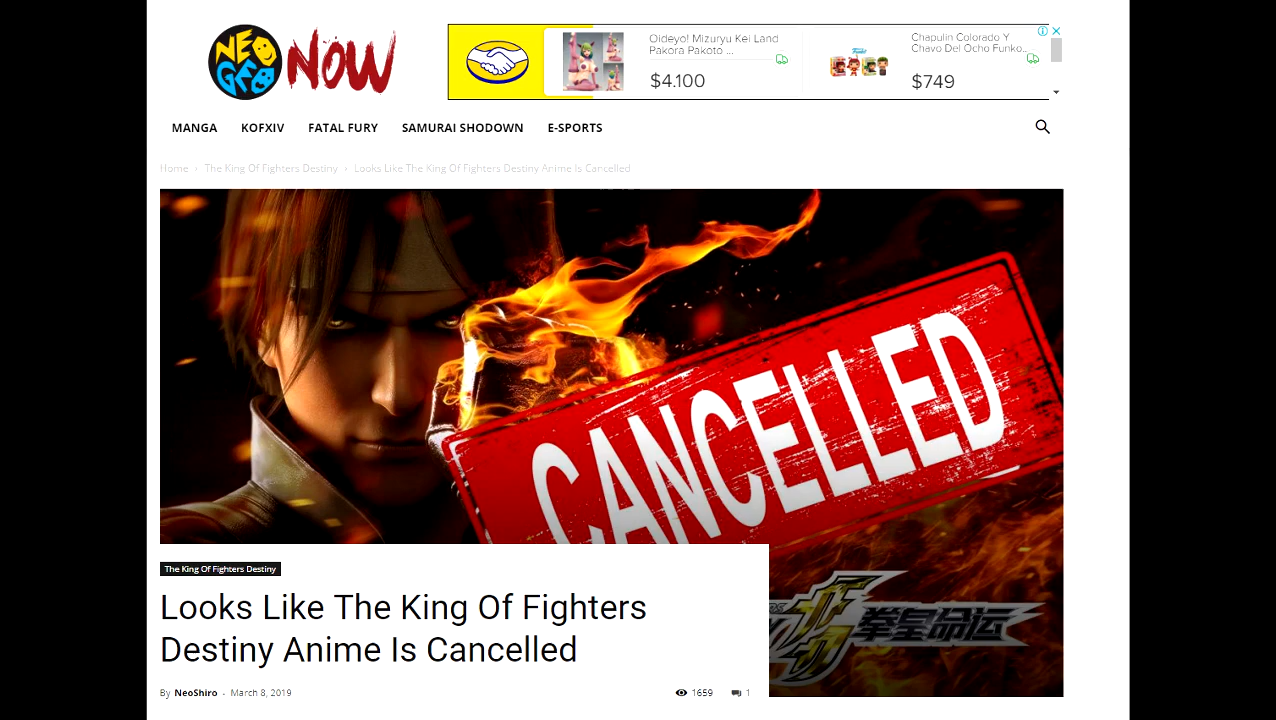 NEO
GEO
NOW
Oideyo! Mizuryu Kei Land
Pakora Pakoto ...
$4.100
Chapulin Colorado Y
Chavo Del Ocho Funko...
$749
MANGA KOFXIV FATAL FURY SAMURAI SHODOWN E-SPORTS
Home › The King Of Fighters Destiny › Looks Like The King Of Fighters Destiny Anime Is Cancelled
CANCELLED
拳皇命运
The King Of Fighters Destiny
Looks Like The King Of Fighters
Destiny Anime Is Cancelled
By NeoShiro - March 8, 2019 1659 1